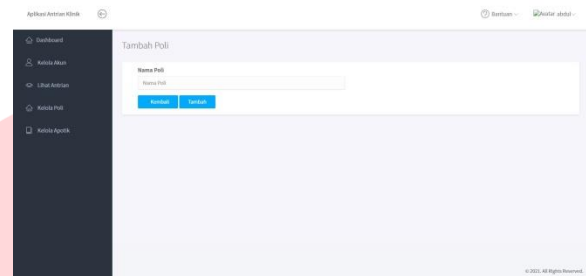 Aplikasi Antrian Klinik
Bantuan
Avatar abdul
Dashboard
Kelola Akun
Lihat Antrian
Kelola Poli
Kelola Apotik
Tambah Poli
Nama Poli
Nama Poli
Kembali
Tambah
© 2021. All Rights Reserved.